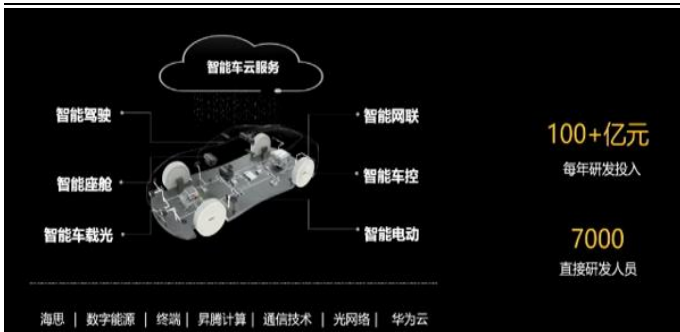 智能车云服务
智能驾驶
智能网联
智能座舱
智能车控
智能车载光
智能电动
100+亿元
每年研发投入
7000
直接研发人员
海思 | 数字能源 | 终端 | 昇腾计算 | 通信技术 | 光网络 | 华为云